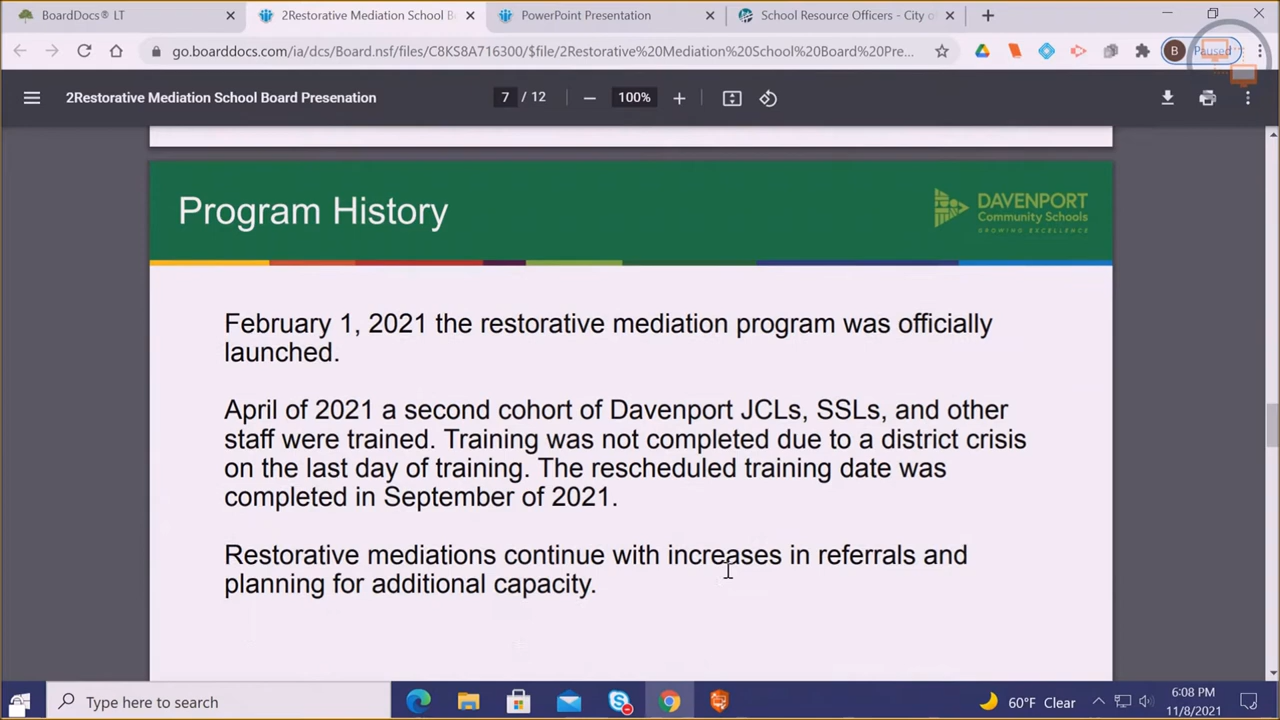 BoardDocs® LT
2Restorative Mediation School B
PowerPoint Presentation
School Resource Officers - City o
go.boarddocs.com/ia/dcs/Board.nsf/files/C8KS8A71637A/$file/2Restorative%20Mediation%20School%20Board%20Pre...
B Paused
2Restorative Mediation School Board Presenation
7 / 12
100%
Program History
DAVENPORT
Community Schools
GROWING EXCELLENCE
February 1, 2021 the restorative mediation program was officially
launched.
April of 2021 a second cohort of Davenport JCLs, SSLs, and other
staff were trained. Training was not completed due to a district crisis
on the last day of training. The rescheduled training date was
completed in September of 2021.
Restorative mediations continue with increases in referrals and
planning for additional capacity.
Type here to search
60°F Clear
6:08 PM
11/8/2021